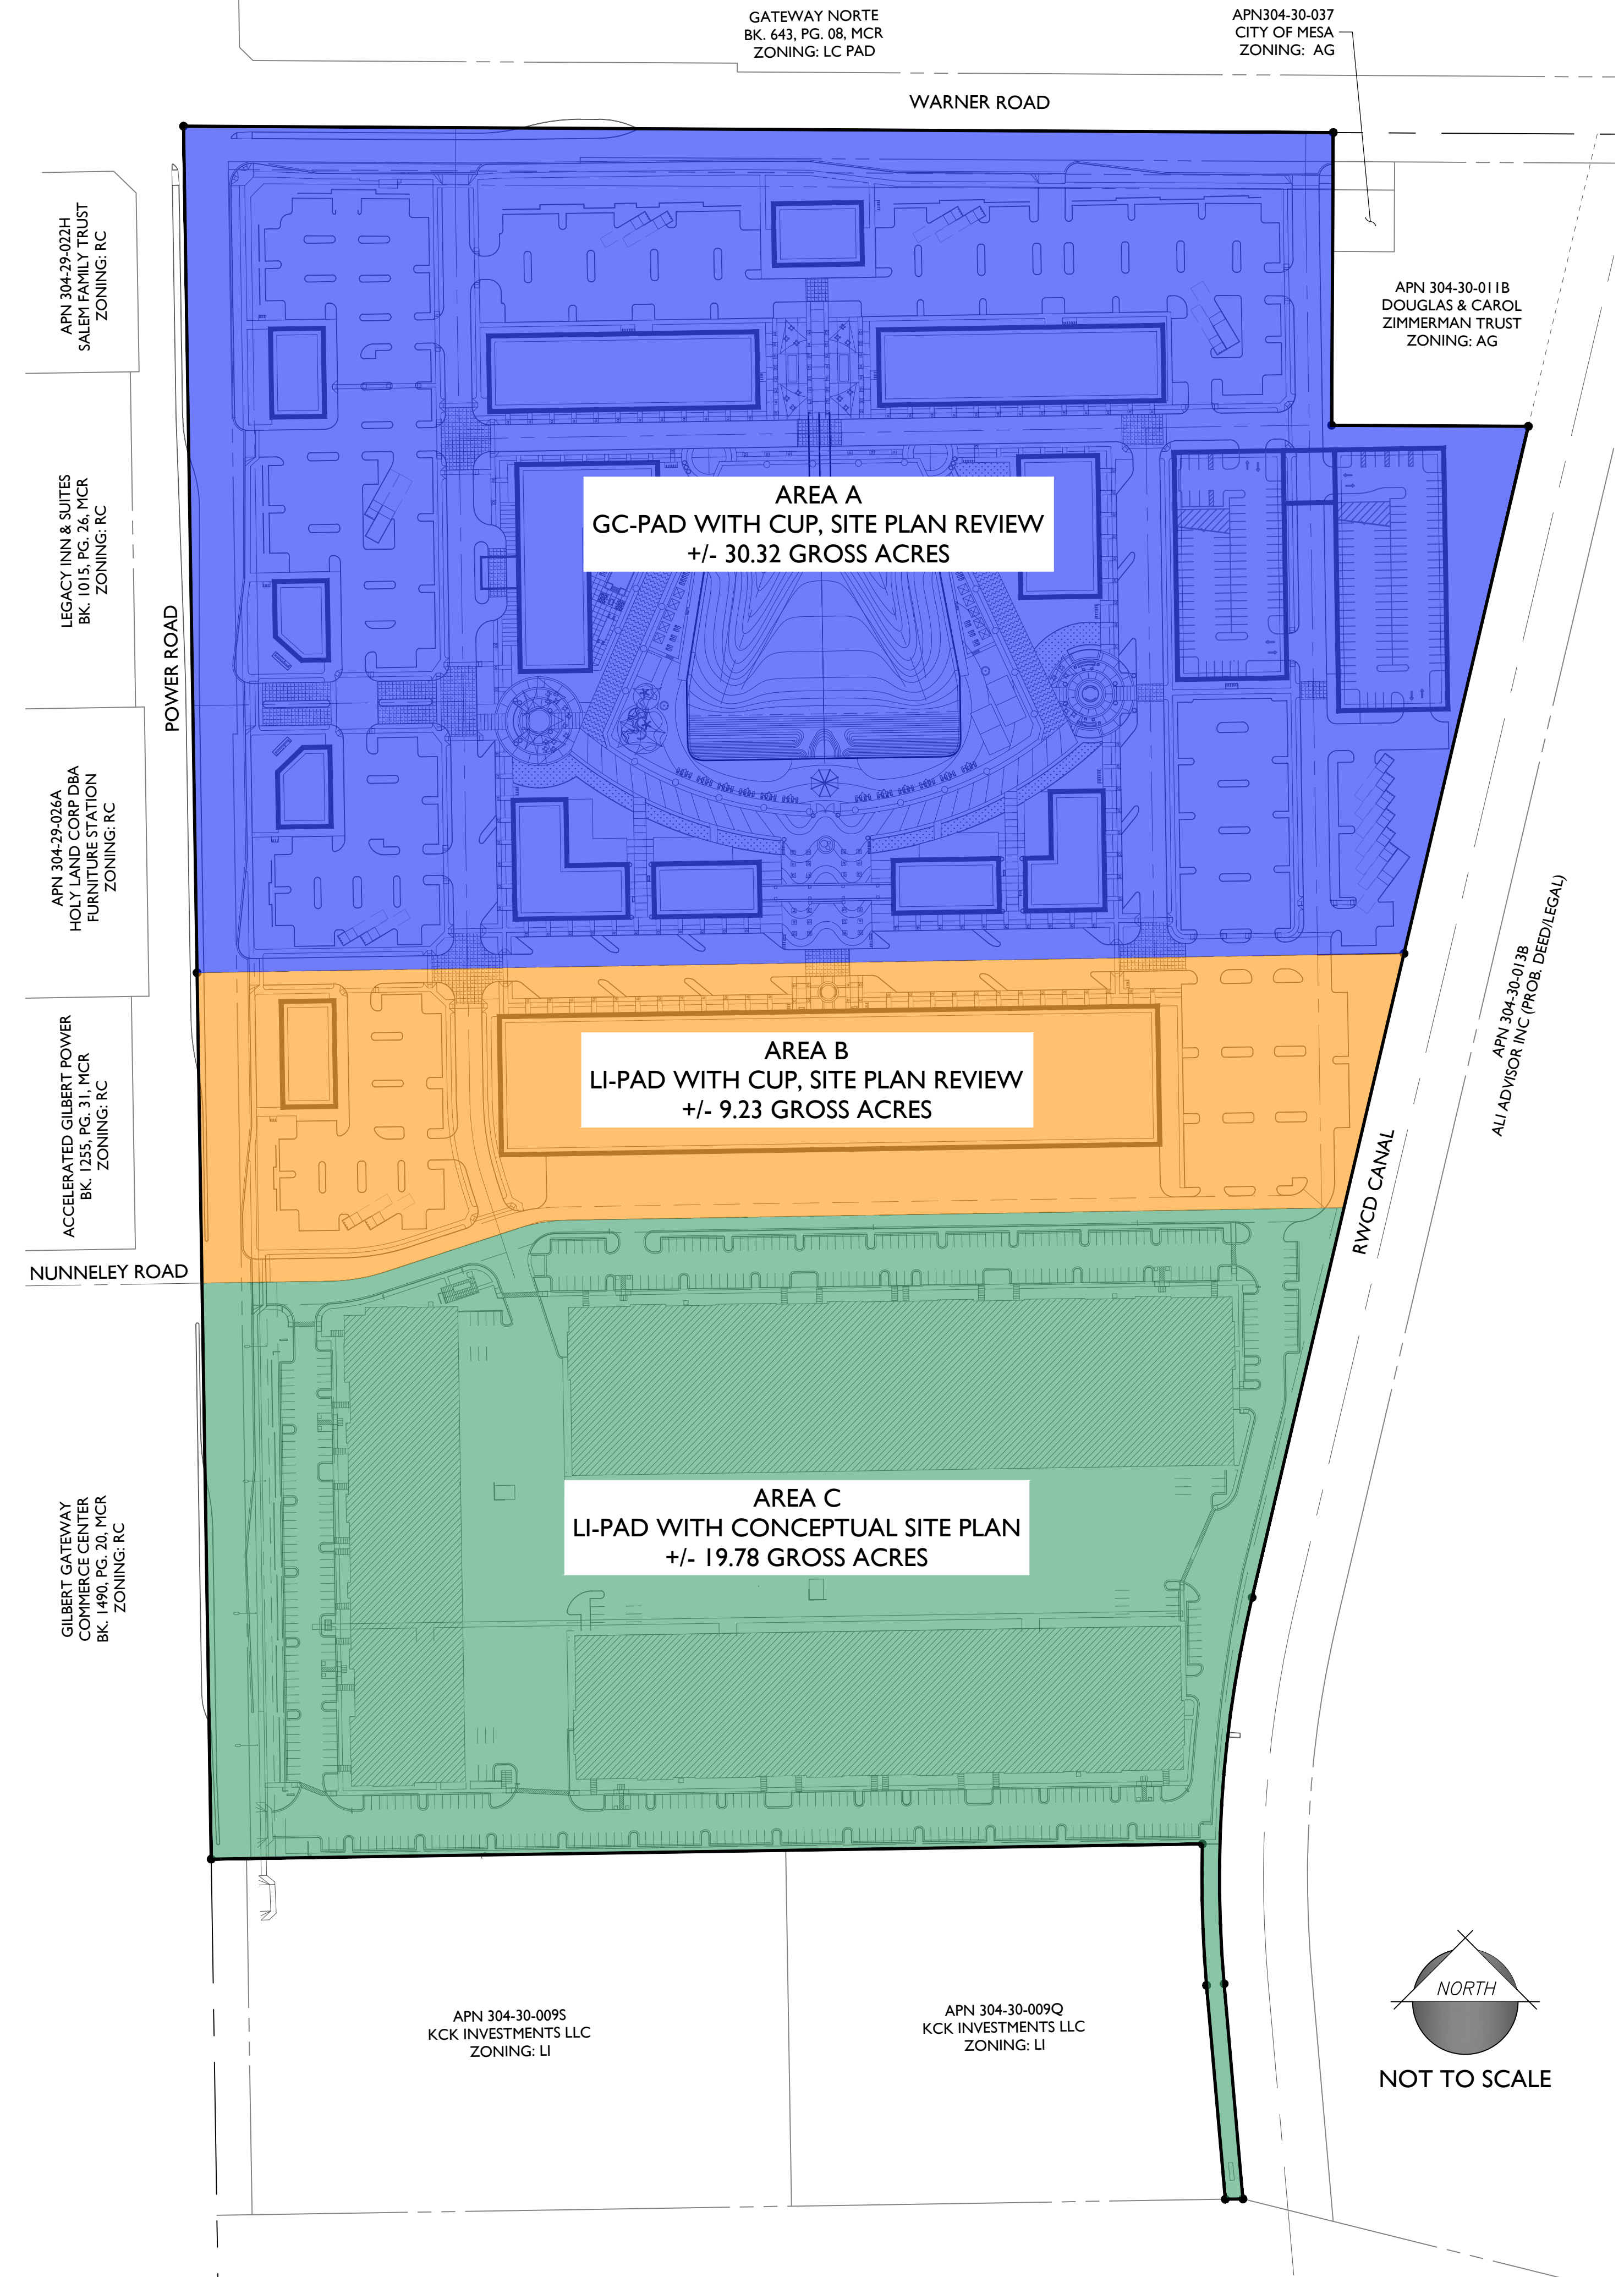 GATEWAY NORTE
BK. 643, PG. 08, MCR
ZONING: LC PAD
APN304-30-037
CITY OF MESA
ZONING: AG
WARNER ROAD
APN 304-29-022H
SALEM FAMILY TRUST
ZONING: RC
APN 304-30-011B
DOUGLAS & CAROL
ZIMMERMAN TRUST
ZONING: AG
LEGACY INN & SUITES
BK. 1015, PG. 26, MCR
ZONING: RC
POWER ROAD
AREA A
GC-PAD WITH CUP, SITE PLAN REVIEW
+/- 30.32 GROSS ACRES
APN 304-29-026A
HOLY LAND CORP DBA
FURNITURE STATION
ZONING: RC
APN 304-30-013B
ALI ADVISOR INC (PROB. DEED/LEGAL)
ACCELERATED GILBERT POWER
BK. 1255, PG. 31, MCR
ZONING: RC
AREA B
LI-PAD WITH CUP, SITE PLAN REVIEW
+/- 9.23 GROSS ACRES
RWCD CANAL
NUNNELEY ROAD
GILBERT GATEWAY
COMMERCE CENTER
BK. 1490, PG. 20, MCR
ZONING: RC
AREA C
LI-PAD WITH CONCEPTUAL SITE PLAN
+/- 19.78 GROSS ACRES
APN 304-30-009S
KCK INVESTMENTS LLC
ZONING: LI
APN 304-30-009Q
KCK INVESTMENTS LLC
ZONING: LI
NORTH
NOT TO SCALE